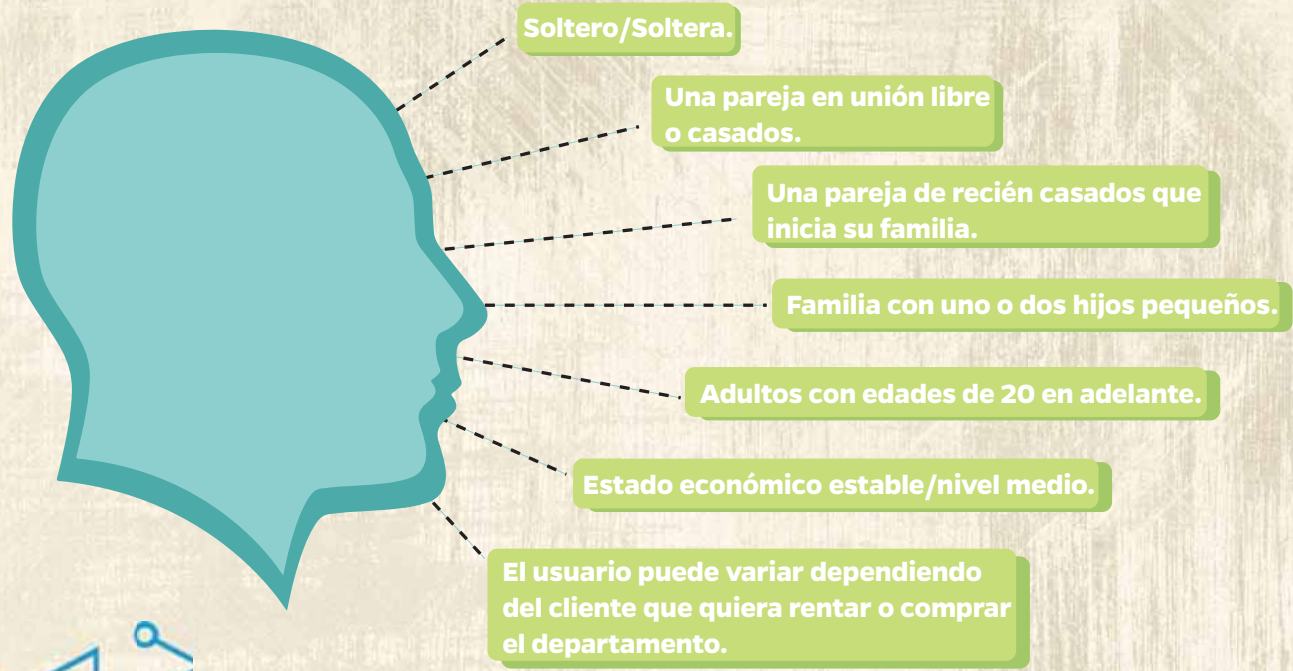 Soltero/Soltera.
Una pareja en unión libre
o casados.
Una pareja de recién casados que
inicia su familia.
Familia con uno o dos hijos pequeños.
Adultos con edades de 20 en adelante.
Estado económico estable/nivel medio.
El usuario puede variar dependiendo
del cliente que quiera rentar o comprar
el departamento.